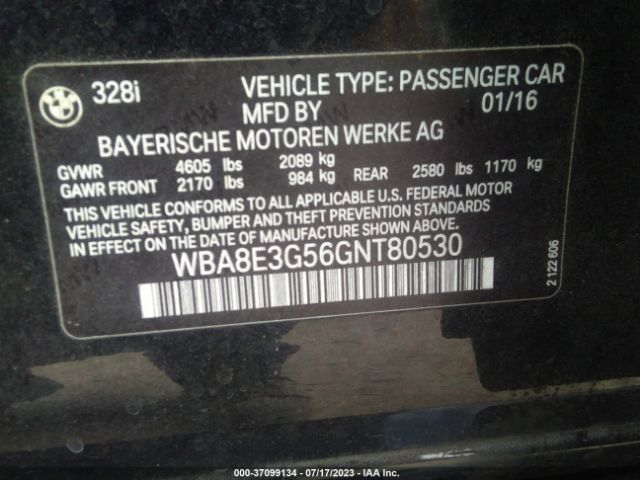 328i VEHICLE TYPE: PASSENGER CAR
MFD BY 01/16
BAYERISCHE MOTOREN WERKE AG
GVWR 4605 lbs 2089 kg
GAWR FRONT 2170 lbs 984 kg REAR 2580 lbs 1170 kg
THIS VEHICLE CONFORMS TO ALL APPLICABLE U.S. FEDERAL MOTOR
VEHICLE SAFETY, BUMPER AND THEFT PREVENTION STANDARDS
IN EFFECT ON THE DATE OF MANUFACTURE SHOWN ABOVE.
WBA8E3G56GNT80530
2 122 606
000-37099134 - 07/17/2023 - IAA Inc.